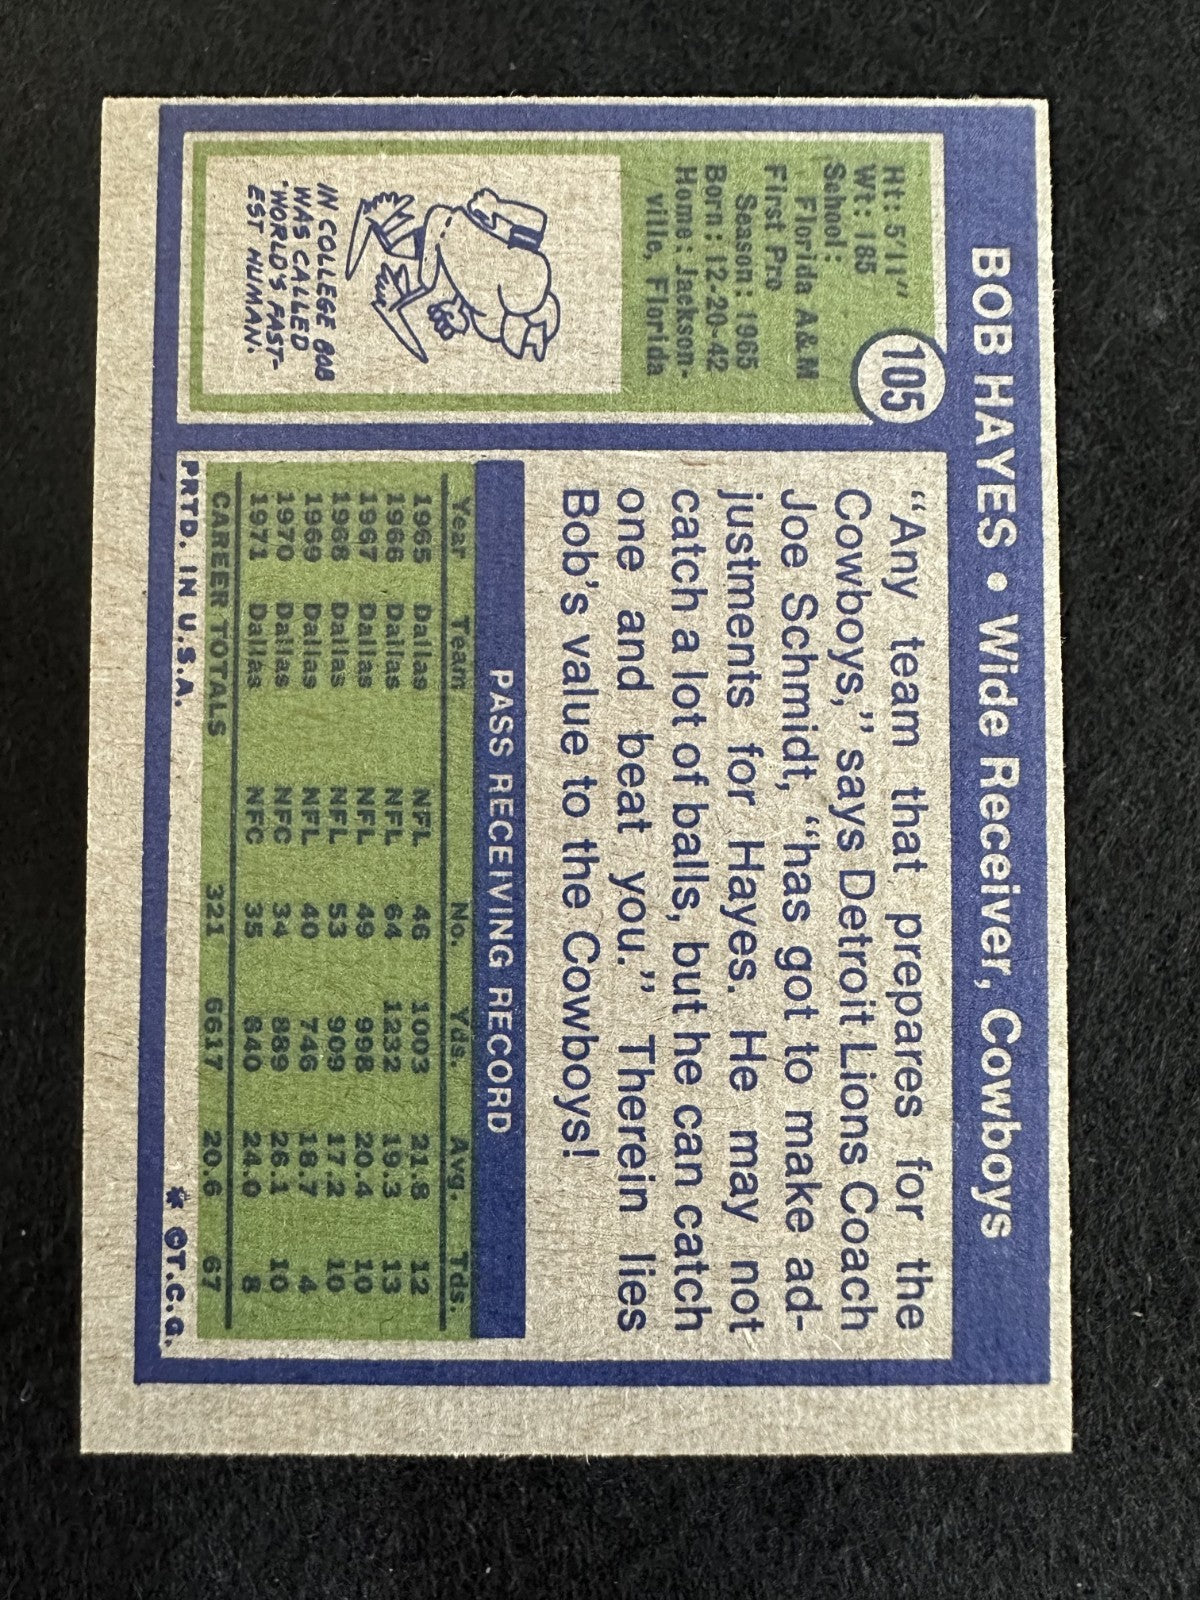 BOB HAYES • Wide Receiver, Cowboys
105
Ht: 5'11"
Wt: 185
School:
Florida A&M
First Pro
Season: 1965
Born: 12-20-42
Home: Jackson-
ville, Florida
IN COLLEGE BOB
WAS CALLED
"WORLD'S FAST-
EST HUMAN."
“Any team that prepares for the
Cowboys,” says Detroit Lions Coach
Joe Schmidt, “has got to make ad-
justments for Hayes. He may not
catch a lot of balls, but he can catch
one and beat you.” Therein lies
Bob's value to the Cowboys!
PASS RECEIVING RECORD
Year Team No. Yds. Avg. Tds.
1965 Dallas NFL 46 1003 21.8 12
1966 Dallas NFL 64 1232 19.3 13
1967 Dallas NFL 49 998 20.4 10
1968 Dallas NFL 53 909 17.2 10
1969 Dallas NFL 40 746 18.7 4
1970 Dallas NFC 34 889 26.1 10
1971 Dallas NFC 35 840 24.0 8
CAREER TOTALS 321 6617 20.6 67
PRTD. IN U.S.A.
* ©T.C.G.